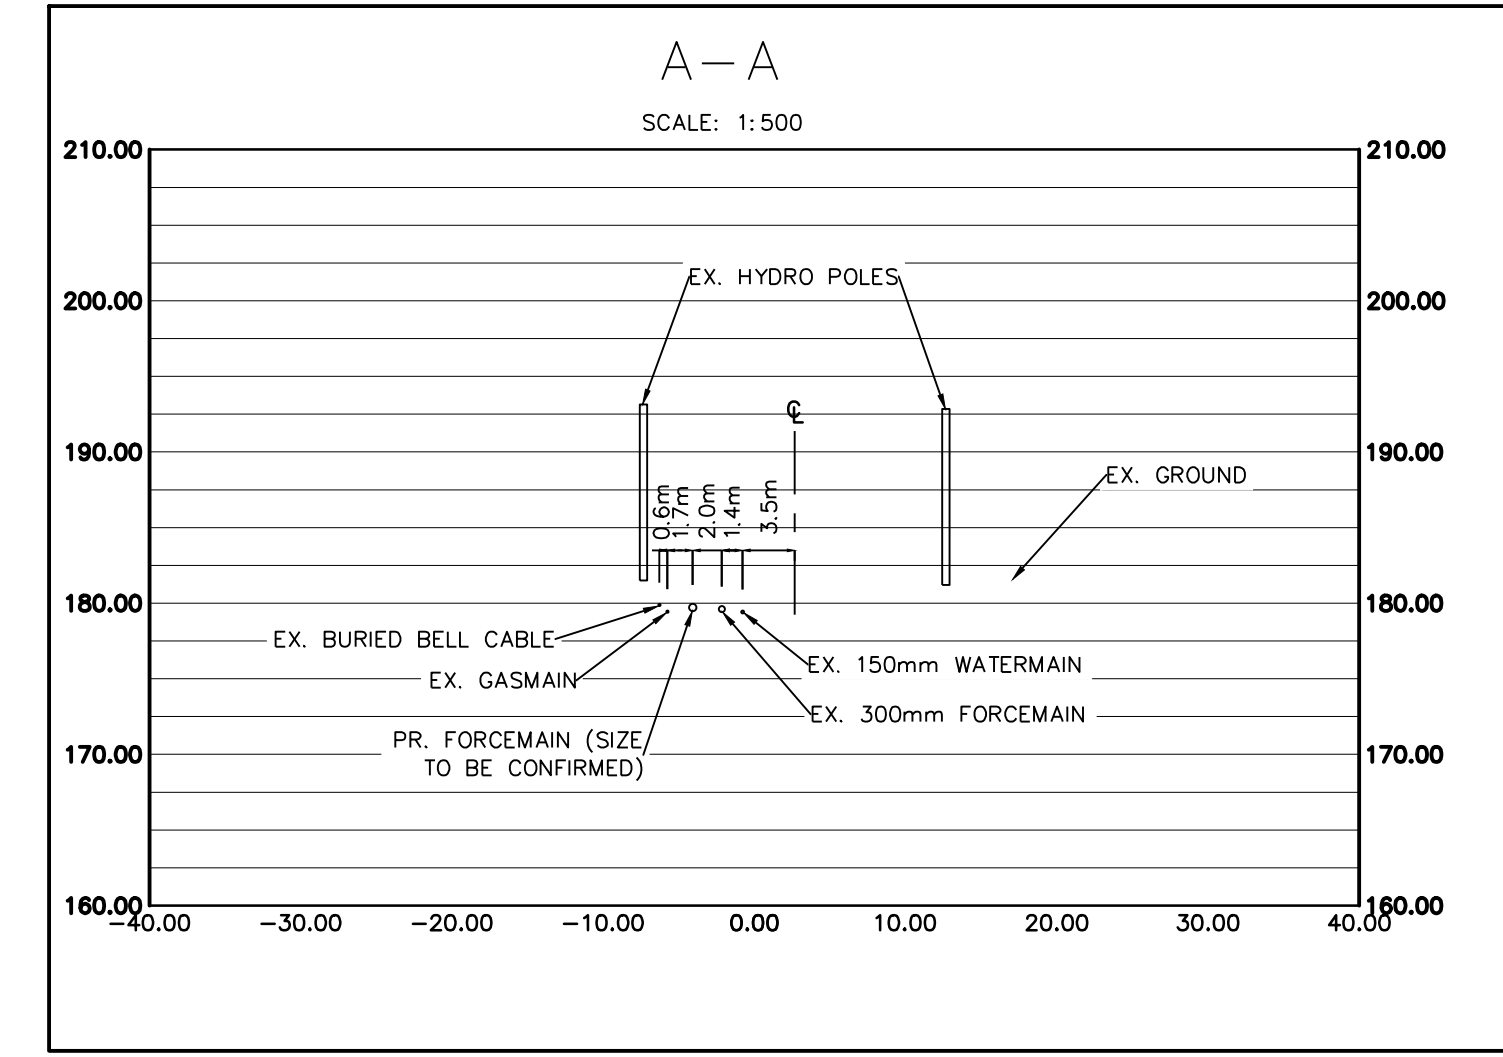 A-A
SCALE: 1:500
210.00 210.00
EX. HYDRO POLES
200.00 200.00
℄
190.00 190.00
EX. GROUND
0.6m 1.7m 2.0m 1.4m 3.5m
180.00 180.00
EX. BURIED BELL CABLE
EX. 150mm WATERMAIN
EX. GASMAIN
EX. 300mm FORCEMAIN
PR. FORCEMAIN (SIZE
TO BE CONFIRMED)
170.00 170.00
160.00 160.00
-40.00 -30.00 -20.00 -10.00 0.00 10.00 20.00 30.00 40.00